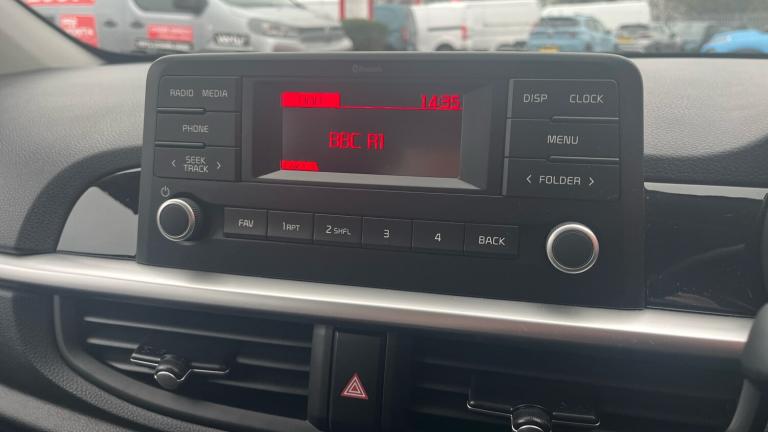 Bluetooth
RADIO MEDIA
14:35
DISP CLOCK
PHONE
BBC R1
MENU
< SEEK >
TRACK
< FOLDER >
FAV
1 RPT
2 SHFL
3
4
BACK